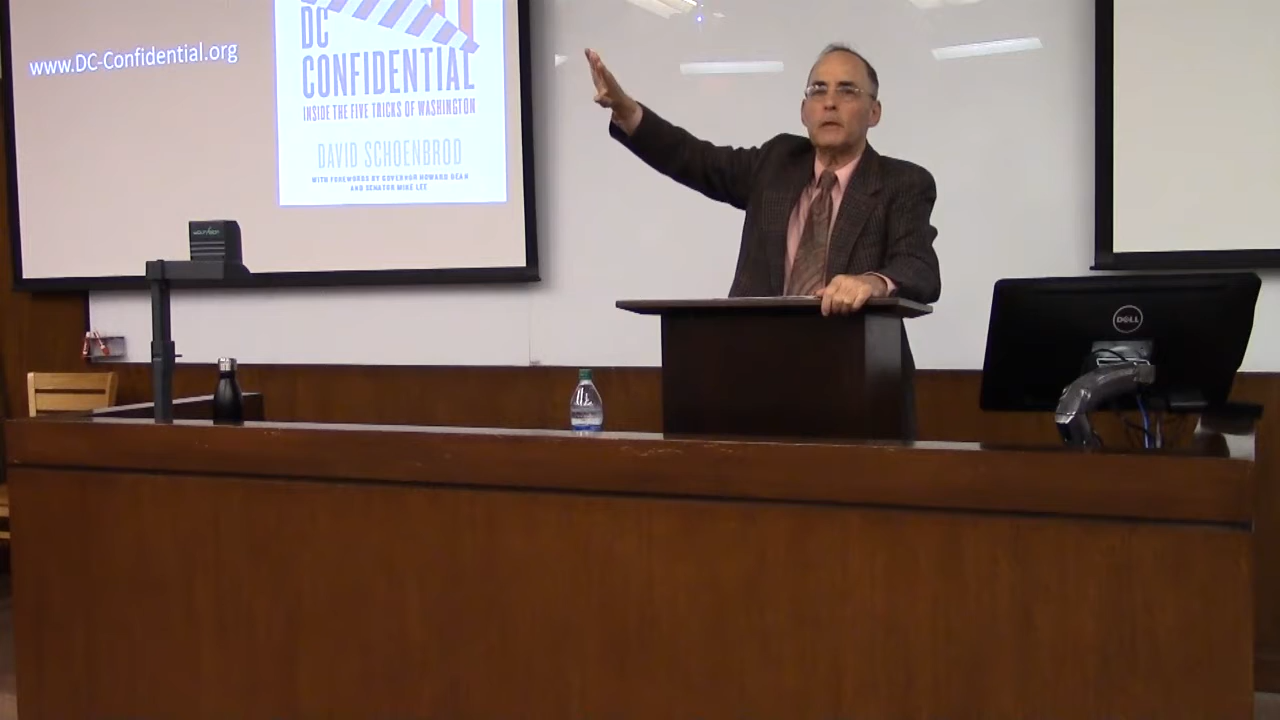 www.DC-Confidential.org
DC
CONFIDENTIAL
INSIDE THE FIVE TRICKS OF WASHINGTON
DAVID SCHOENBROD
WITH FOREWORDS BY GOVERNOR HOWARD DEAN
AND SENATOR MIKE LEE
WOLFVISION
DELL